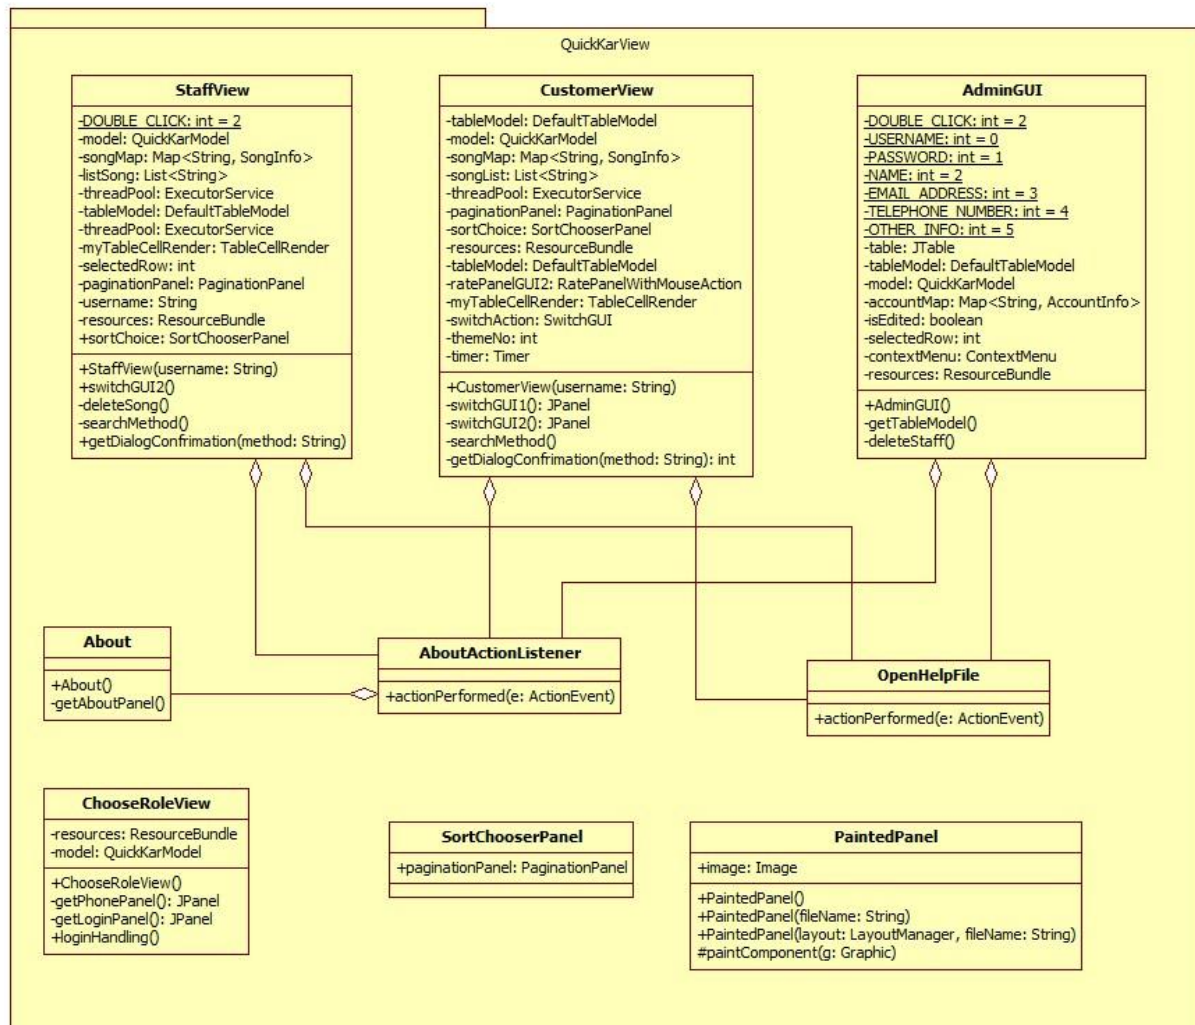 QuickKarView
StaffView
-DOUBLE_CLICK: int = 2
-model: QuickKarModel
-songMap: Map<String, SongInfo>
-listSong: List<String>
-threadPool: ExecutorService
-tableModel: DefaultTableModel
-threadPool: ExecutorService
-myTableCellRender: TableCellRender
-selectedRow: int
-paginationPanel: PaginationPanel
-username: String
-resources: ResourceBundle
+sortChoice: SortChooserPanel
+StaffView(username: String)
+switchGUI2()
-deleteSong()
-searchMethod()
+getDialogConfrimation(method: String)
CustomerView
-tableModel: DefaultTableModel
-model: QuickKarModel
-songMap: Map<String, SongInfo>
-songList: List<String>
-threadPool: ExecutorService
-paginationPanel: PaginationPanel
-sortChoice: SortChooserPanel
-resources: ResourceBundle
-tableModel: DefaultTableModel
-ratePanelGUI2: RatePanelWithMouseAction
-myTableCellRender: TableCellRender
-switchAction: SwitchGUI
-themeNo: int
-timer: Timer
+CustomerView(username: String)
-switchGUI1(): JPanel
-switchGUI2(): JPanel
-searchMethod()
-getDialogConfrimation(method: String): int
AdminGUI
-DOUBLE_CLICK: int = 2
-USERNAME: int = 0
-PASSWORD: int = 1
-NAME: int = 2
-EMAIL_ADDRESS: int = 3
-TELEPHONE_NUMBER: int = 4
-OTHER_INFO: int = 5
-table: JTable
-tableModel: DefaultTableModel
-model: QuickKarModel
-accountMap: Map<String, AccountInfo>
-isEdited: boolean
-selectedRow: int
-contextMenu: ContextMenu
-resources: ResourceBundle
+AdminGUI()
-getTableModel()
-deleteStaff()
About
+About()
-getAboutPanel()
AboutActionListener
+actionPerformed(e: ActionEvent)
OpenHelpFile
+actionPerformed(e: ActionEvent)
ChooseRoleView
-resources: ResourceBundle
-model: QuickKarModel
+ChooseRoleView()
-getPhonePanel(): JPanel
-getLoginPanel(): JPanel
+loginHandling()
SortChooserPanel
+paginationPanel: PaginationPanel
PaintedPanel
+image: Image
+PaintedPanel()
+PaintedPanel(fileName: String)
+PaintedPanel(layout: LayoutManager, fileName: String)
#paintComponent(g: Graphic)